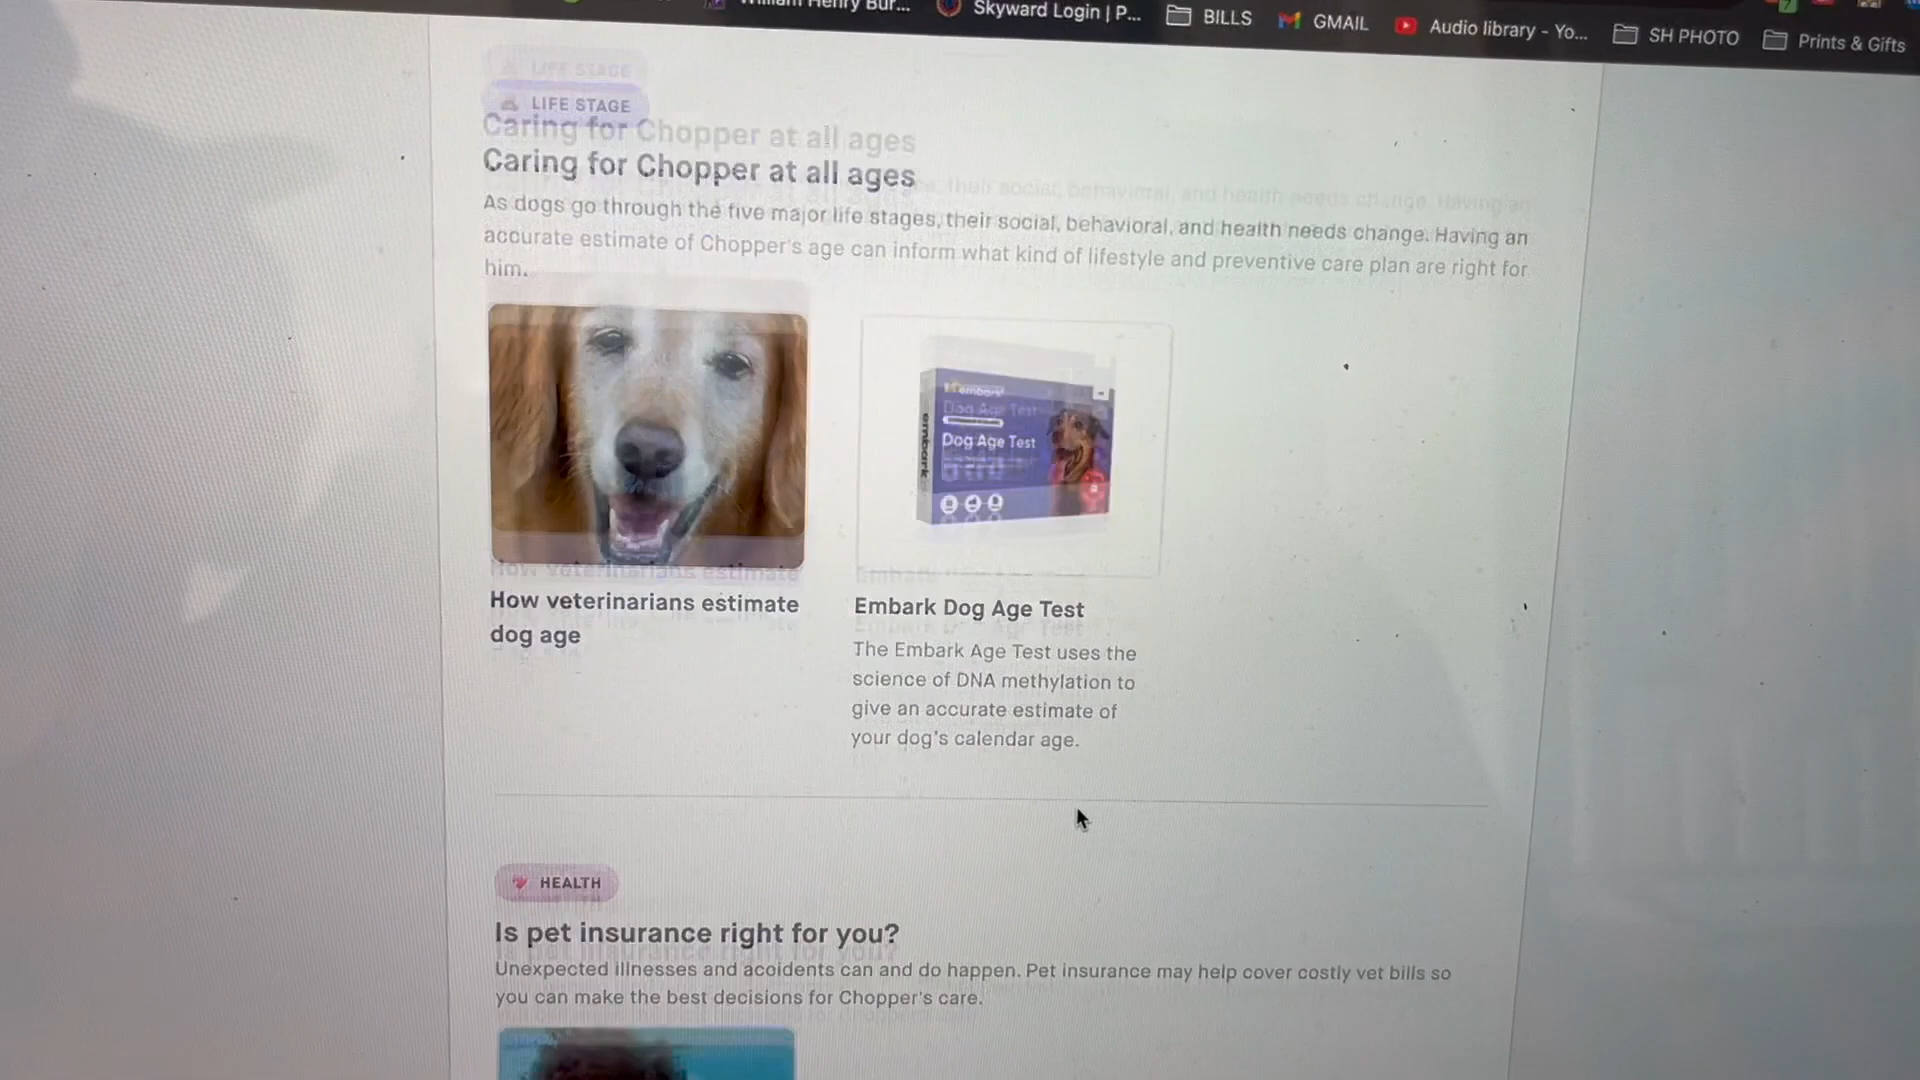 Skyward Login | P...
BILLS
GMAIL
Audio library - Yo...
SH PHOTO
Prints & Gifts
LIFE STAGE
Caring for Chopper at all ages
As dogs go through the five major life stages, their social, behavioral, and health needs change. Having an
accurate estimate of Chopper's age can inform what kind of lifestyle and preventive care plan are right for
him.
embark
Dog Age Test
embark
How veterinarians estimate
dog age
Embark Dog Age Test
The Embark Age Test uses the
science of DNA methylation to
give an accurate estimate of
your dog's calendar age.
HEALTH
Is pet insurance right for you?
Unexpected illnesses and accidents can and do happen. Pet insurance may help cover costly vet bills so
you can make the best decisions for Chopper's care.